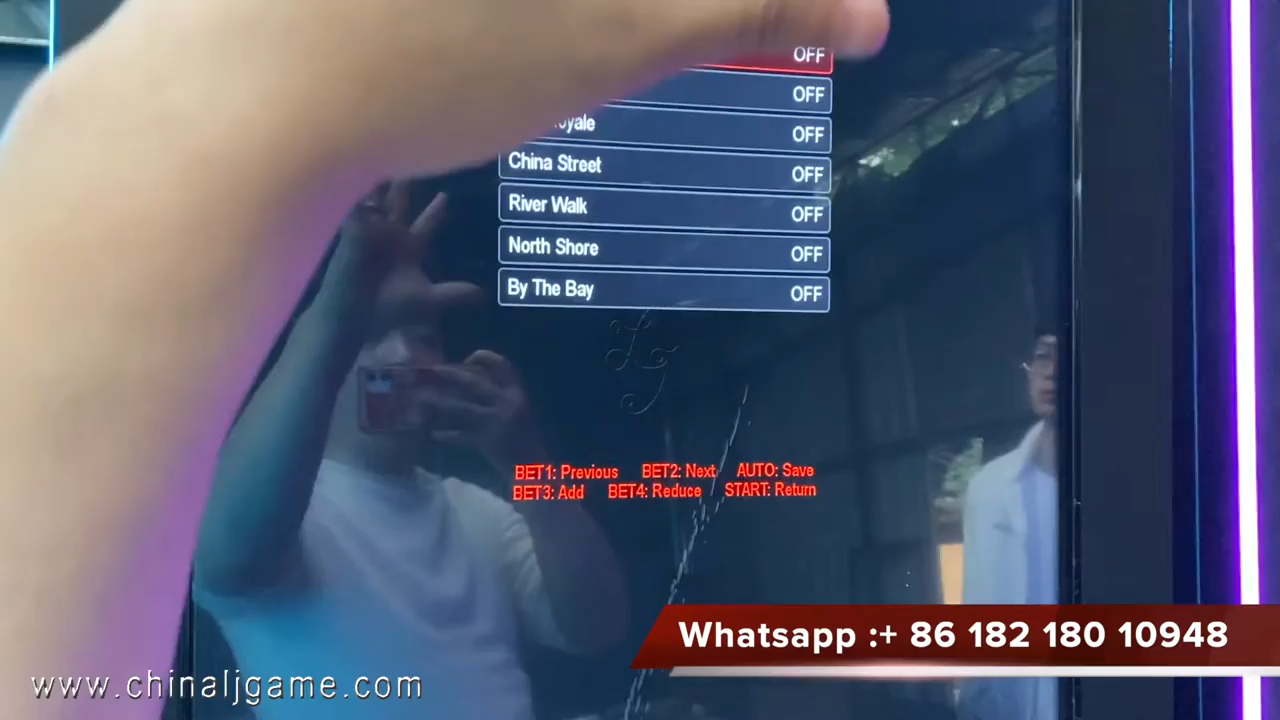 OFF
OFF
OFF
China Street OFF
River Walk OFF
North Shore OFF
By The Bay OFF
BET1: Previous BET2: Next AUTO: Save
BET3: Add BET4: Reduce START: Return
Whatsapp :+ 86 182 180 10948
www.chinaljgame.com